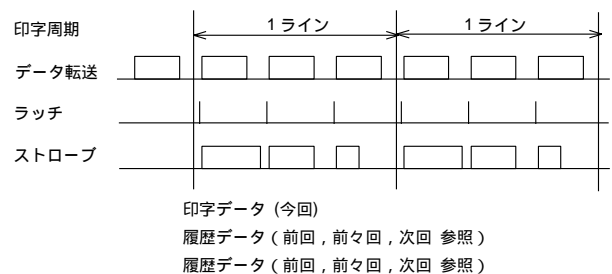 印字周期
1ライン
1ライン
データ転送
ラッチ
ストローブ
印字データ (今回)
履歴データ ( 前回 , 前々回 , 次回 参照 )
履歴データ ( 前回 , 前々回 , 次回 参照 )